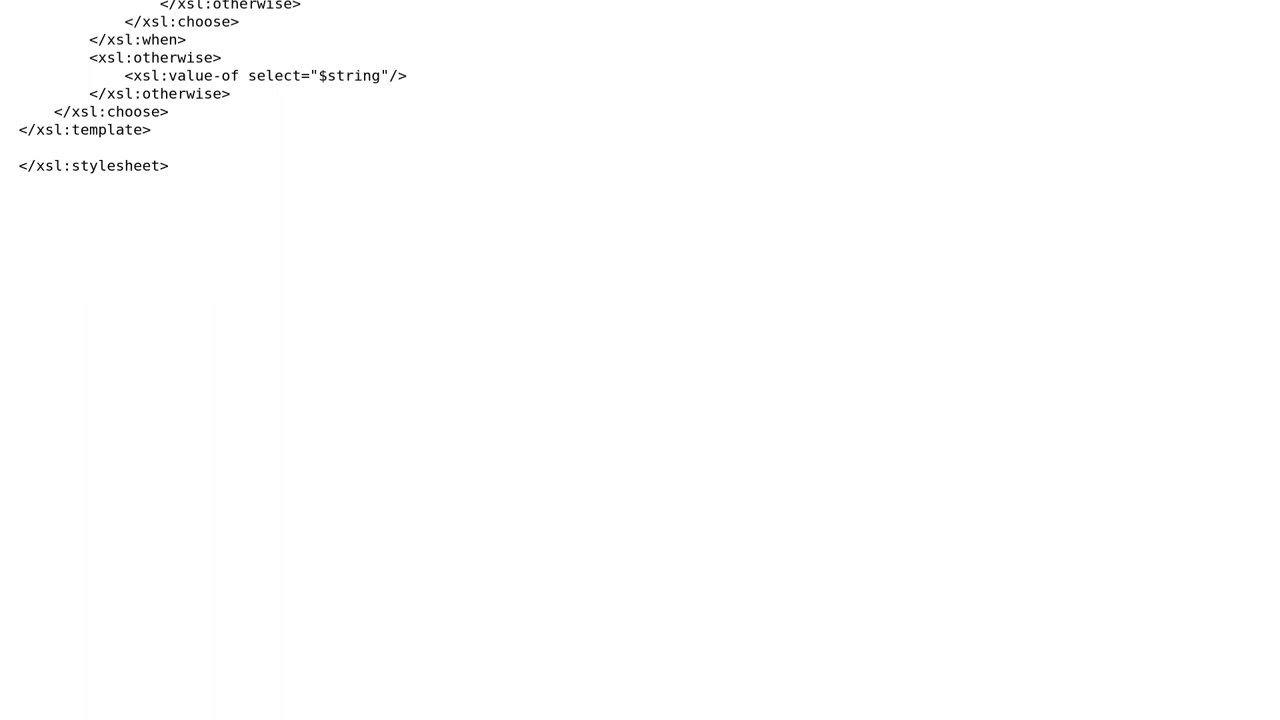 </xsl:otherwise>
            </xsl:choose>
        </xsl:when>
        <xsl:otherwise>
            <xsl:value-of select="$string"/>
        </xsl:otherwise>
    </xsl:choose>
</xsl:template>

</xsl:stylesheet>